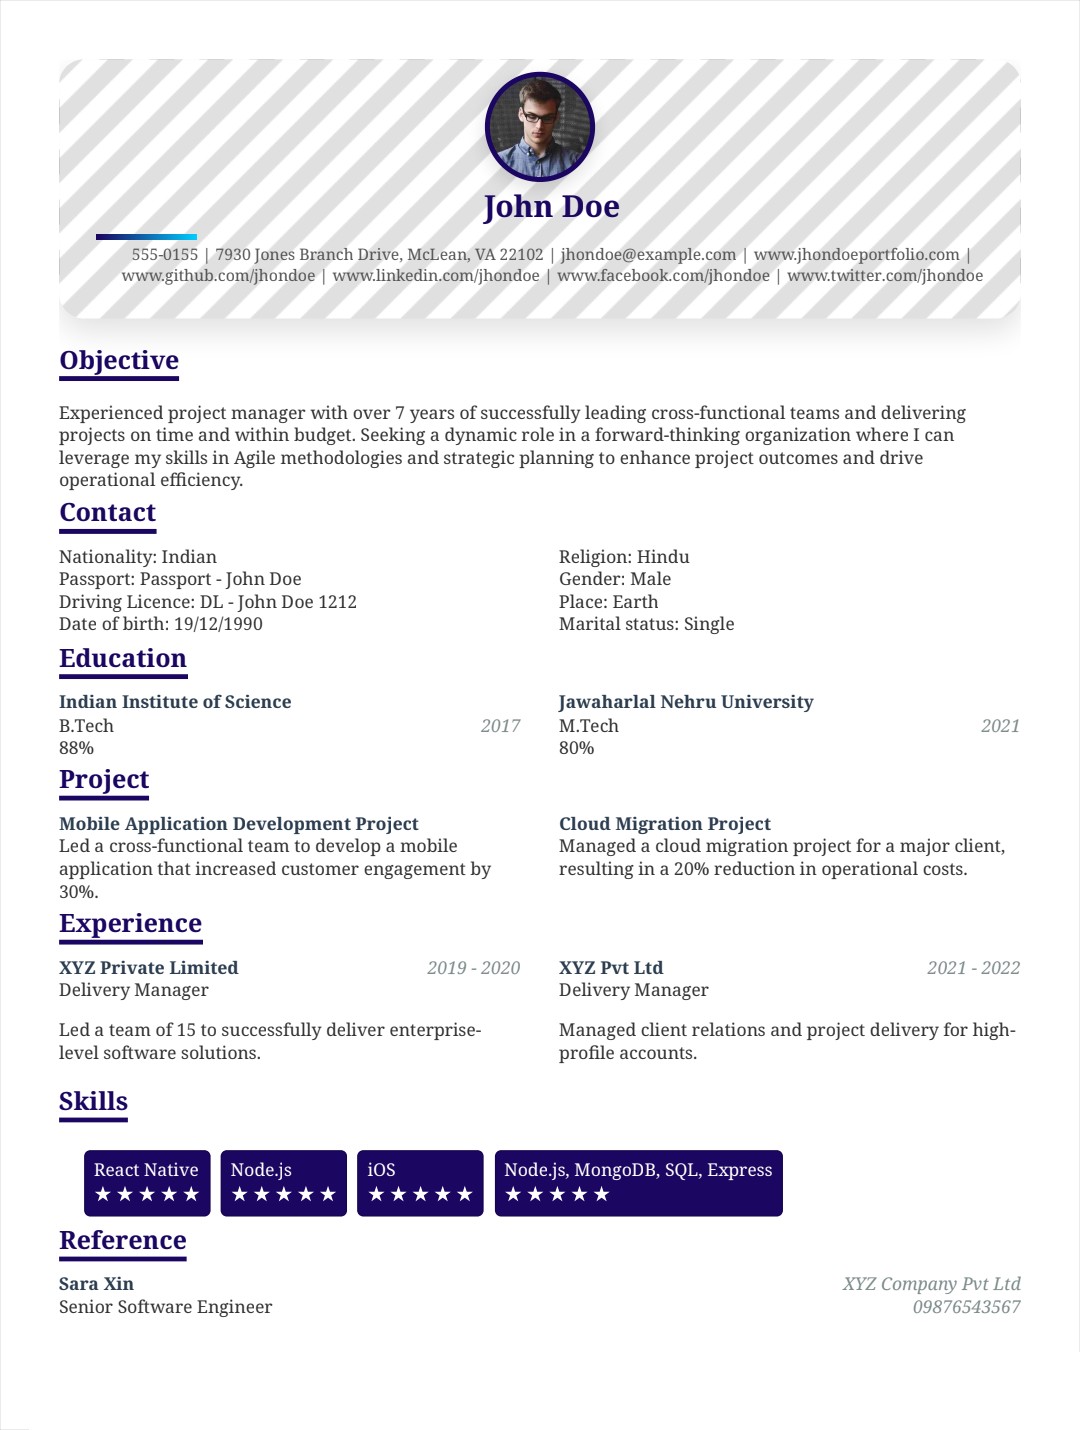 John Doe
555-0155 | 7930 Jones Branch Drive, McLean, VA 22102 | jhondoe@example.com | www.jhondoeportfolio.com |
www.github.com/jhondoe | www.linkedin.com/jhondoe | www.facebook.com/jhondoe | www.twitter.com/jhondoe
Objective
Experienced project manager with over 7 years of successfully leading cross-functional teams and delivering
projects on time and within budget. Seeking a dynamic role in a forward-thinking organization where I can
leverage my skills in Agile methodologies and strategic planning to enhance project outcomes and drive
operational efficiency.
Contact
Nationality: Indian
Passport: Passport - John Doe
Driving Licence: DL - John Doe 1212
Date of birth: 19/12/1990
Religion: Hindu
Gender: Male
Place: Earth
Marital status: Single
Education
Indian Institute of Science
B.Tech 2017
88%
Jawaharlal Nehru University
M.Tech 2021
80%
Project
Mobile Application Development Project
Led a cross-functional team to develop a mobile
application that increased customer engagement by
30%.
Cloud Migration Project
Managed a cloud migration project for a major client,
resulting in a 20% reduction in operational costs.
Experience
XYZ Private Limited 2019 - 2020
Delivery Manager
Led a team of 15 to successfully deliver enterprise-
level software solutions.
XYZ Pvt Ltd 2021 - 2022
Delivery Manager
Managed client relations and project delivery for high-
profile accounts.
Skills
React Native
★ ★ ★ ★ ★
Node.js
★ ★ ★ ★ ★
iOS
★ ★ ★ ★ ★
Node.js, MongoDB, SQL, Express
★ ★ ★ ★ ★
Reference
Sara Xin
Senior Software Engineer
XYZ Company Pvt Ltd
09876543567